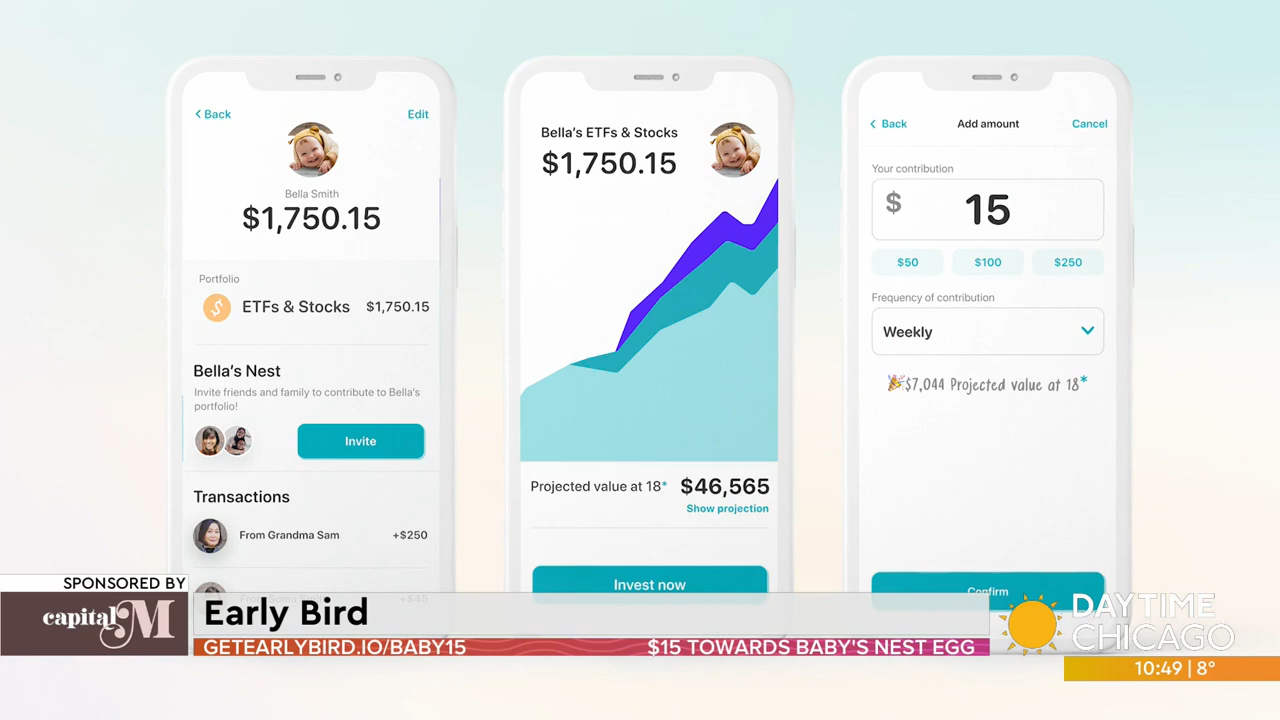 Back
Edit
Bella Smith
$1,750.15
Portfolio
ETFs & Stocks $1,750.15
Bella's Nest
Invite friends and family to contribute to Bella's
portfolio!
Invite
Transactions
From Grandma Sam +$250
+$45
Bella's ETFs & Stocks
$1,750.15
Projected value at 18* $46,565
Show projection
Invest now
Back Add amount Cancel
Your contribution
$ 15
$50 $100 $250
Frequency of contribution
Weekly
$7,044 Projected value at 18*
Confirm
SPONSORED BY
capital M
Early Bird
GETEARLYBIRD.IO/BABY15 $15 TOWARDS BABY'S NEST EGG
DAYTIME
CHICAGO
10:49 | 8°